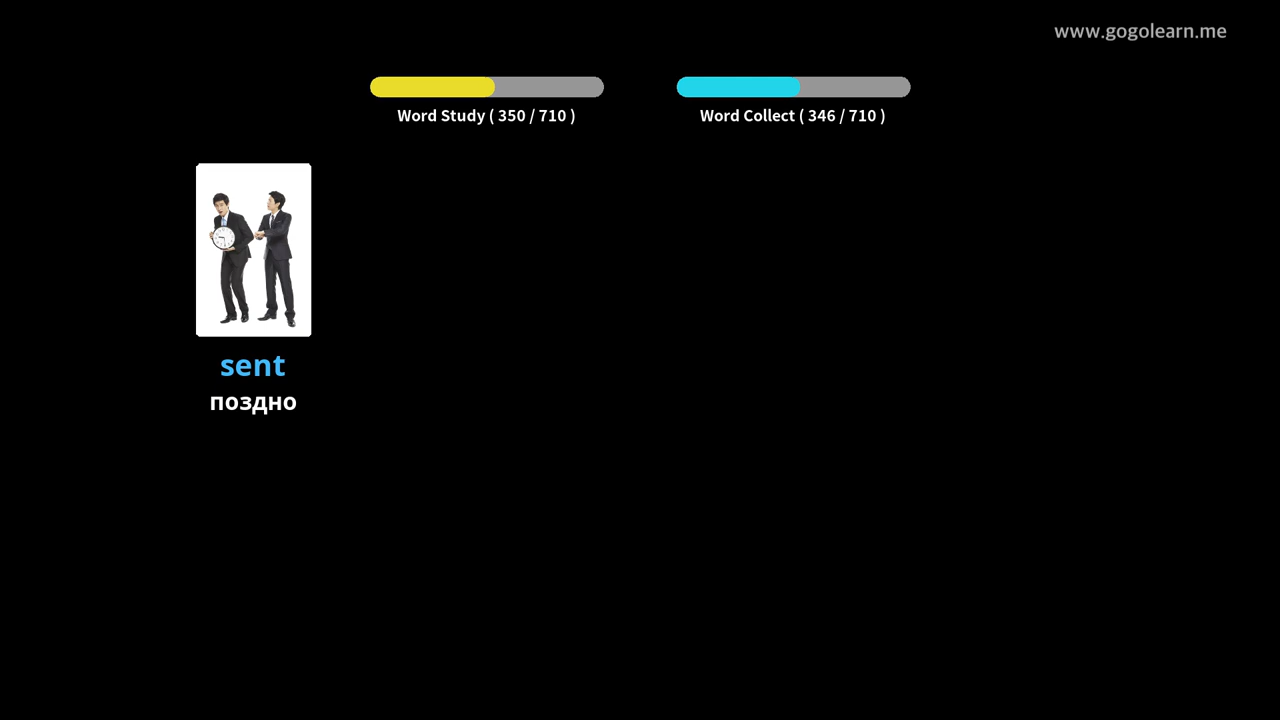 www.gogolearn.me
Word Study ( 350 / 710 )
Word Collect ( 346 / 710 )
sent
поздно